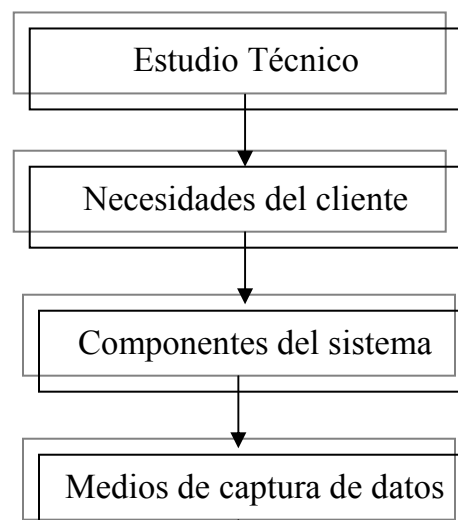 Estudio Técnico
Necesidades del cliente
Componentes del sistema
Medios de captura de datos